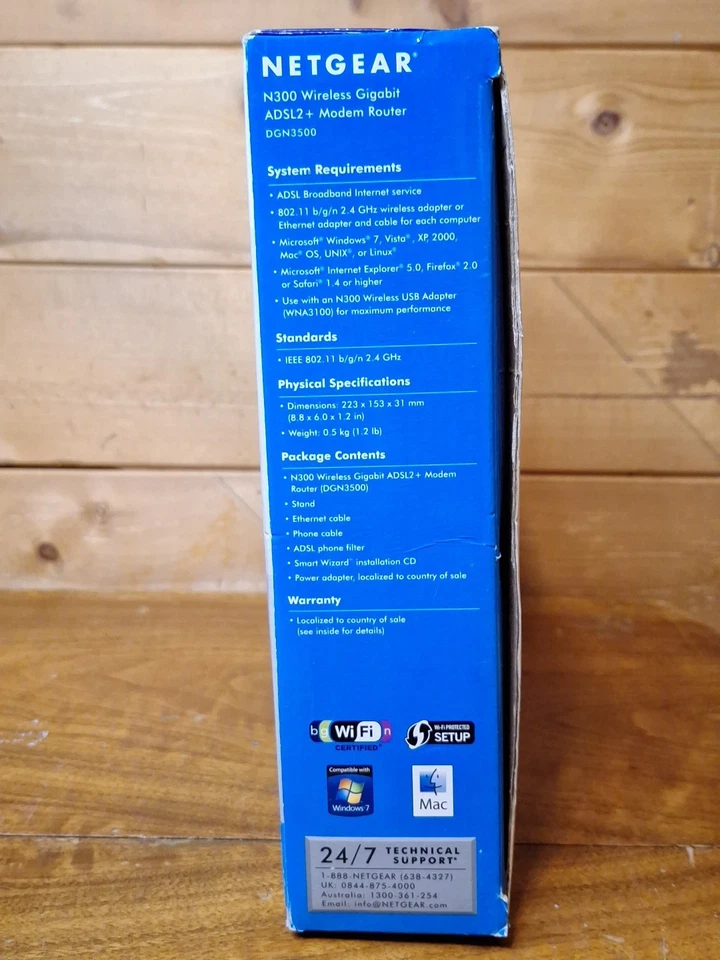 NETGEAR®
N300 Wireless Gigabit
ADSL2+ Modem Router
DGN3500
System Requirements
• ADSL Broadband Internet service
• 802.11 b/g/n 2.4 GHz wireless adapter or
Ethernet adapter and cable for each computer
• Microsoft® Windows® 7, Vista®, XP, 2000,
Mac® OS, UNIX®, or Linux®
• Microsoft® Internet Explorer® 5.0, Firefox® 2.0
or Safari® 1.4 or higher
• Use with an N300 Wireless USB Adapter
(WNA3100) for maximum performance
Standards
• IEEE 802.11 b/g/n 2.4 GHz
Physical Specifications
• Dimensions: 223 x 153 x 31 mm
(8.8 x 6.0 x 1.2 in)
• Weight: 0.5 kg (1.2 lb)
Package Contents
• N300 Wireless Gigabit ADSL2+ Modem
Router (DGN3500)
• Stand
• Ethernet cable
• Phone cable
• ADSL phone filter
• Smart Wizard™ installation CD
• Power adapter, localized to country of sale
Warranty
• Localized to country of sale
(see inside for details)
b g Wi Fi n
CERTIFIED®
Wi-Fi PROTECTED
SETUP
Compatible with
Windows® 7
Mac
24/7 TECHNICAL
SUPPORT*
1-888-NETGEAR (638-4327)
UK: 0844-875-4000
Australia: 1300-361-254
Email: info@NETGEAR.com